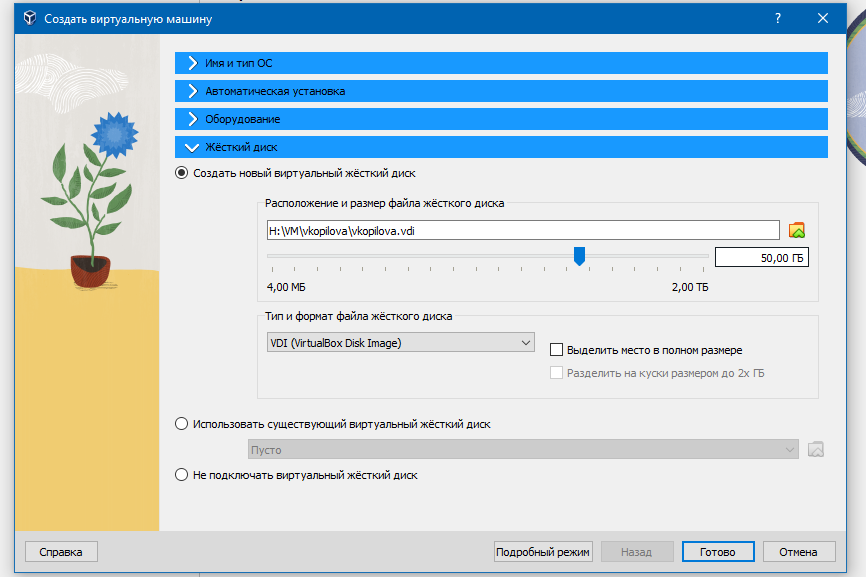 Создать виртуальную машину
Имя и тип ОС
Автоматическая установка
Оборудование
Жёсткий диск
Создать новый виртуальный жёсткий диск
Расположение и размер файла жёсткого диска
H:\VM\vkopilova\vkopilova.vdi
50,00 ГБ
4,00 МБ 2,00 ТБ
Тип и формат файла жёсткого диска
VDI (VirtualBox Disk Image)
Выделить место в полном размере
Разделить на куски размером до 2х ГБ
Использовать существующий виртуальный жёсткий диск
Пусто
Не подключать виртуальный жёсткий диск
Справка Подробный режим Назад Готово Отмена